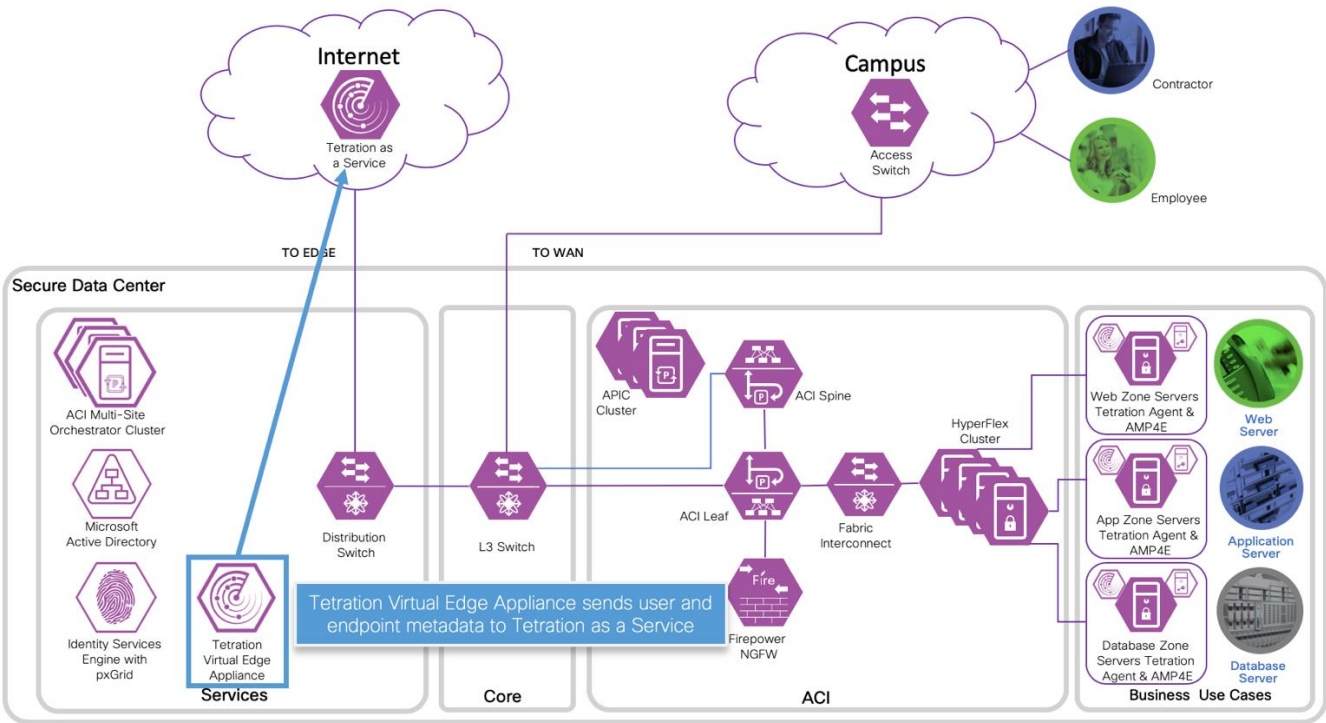 Internet
Tetration as
a Service
Campus
Access
Switch
Contractor
Employee
TO EDGE
TO WAN
Secure Data Center
ACI Multi-Site
Orchestrator Cluster
Microsoft
Active Directory
Identity Services
Engine with
pxGrid
Tetration
Virtual Edge
Appliance
Services
Distribution
Switch
L3 Switch
Core
Tetration Virtual Edge Appliance sends user and
endpoint metadata to Tetration as a Service
APIC
Cluster
P
P
ACI Spine
P
ACI Leaf
Fabric
Interconnect
HyperFlex
Cluster
Fire
Firepower
NGFW
ACI
Web Zone Servers
Tetration Agent &
AMP4E
Web
Server
App Zone Servers
Tetration Agent &
AMP4E
Application
Server
Database Zone
Servers Tetration
Agent & AMP4E
Database
Server
Business Use Cases